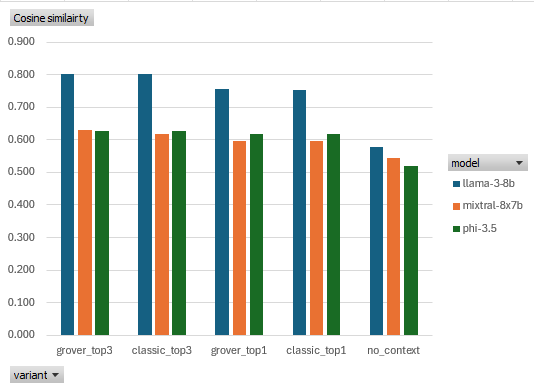 Cosine similairty
0.900
0.800
0.700
0.600
0.500
0.400
0.300
0.200
0.100
0.000
grover_top3 classic_top3 grover_top1 classic_top1 no_context
model
llama-3-8b
mixtral-8x7b
phi-3.5
variant